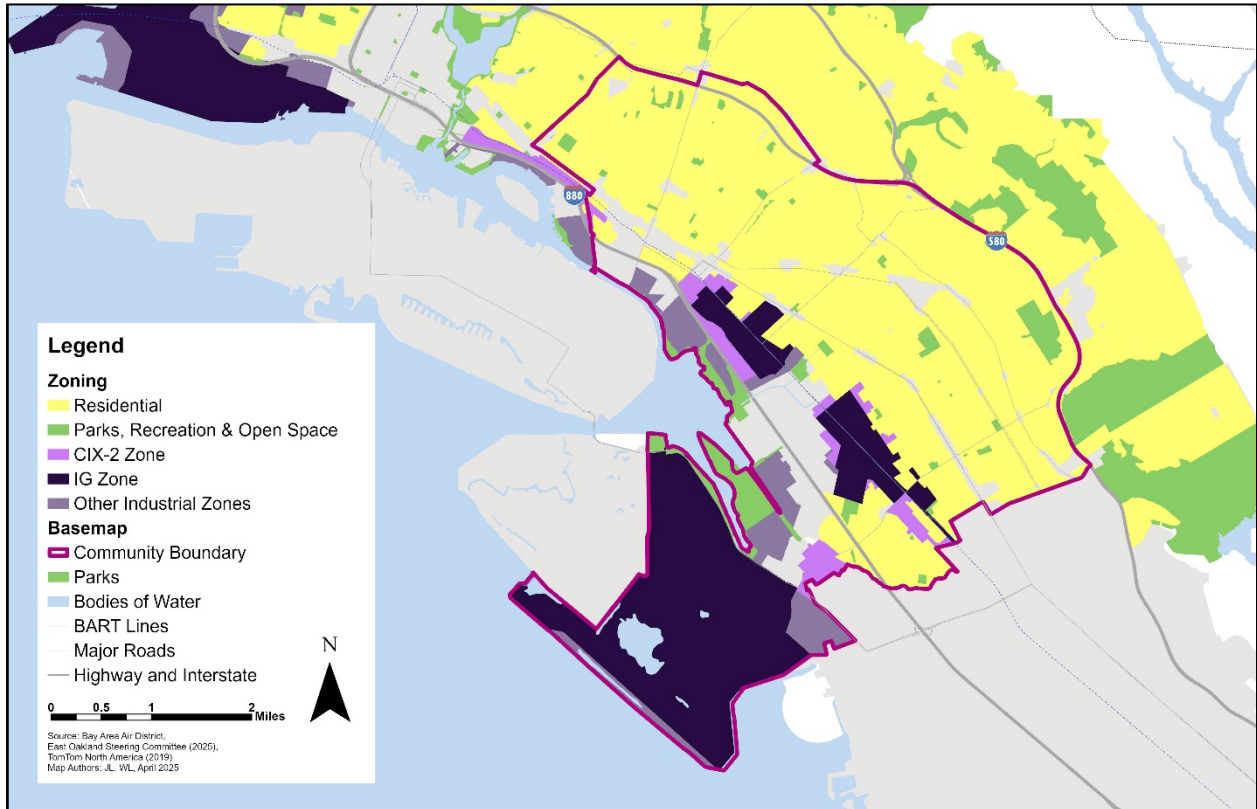 880
580
Legend
Zoning
Residential
Parks, Recreation & Open Space
CIX-2 Zone
IG Zone
Other Industrial Zones
Basemap
Community Boundary
Parks
Bodies of Water
BART Lines
Major Roads
Highway and Interstate
N
0 0.5 1 2
Miles
Source: Bay Area Air District,
East Oakland Steering Committee (2025),
TomTom North America (2019)
Map Authors: JL, WL, April 2025